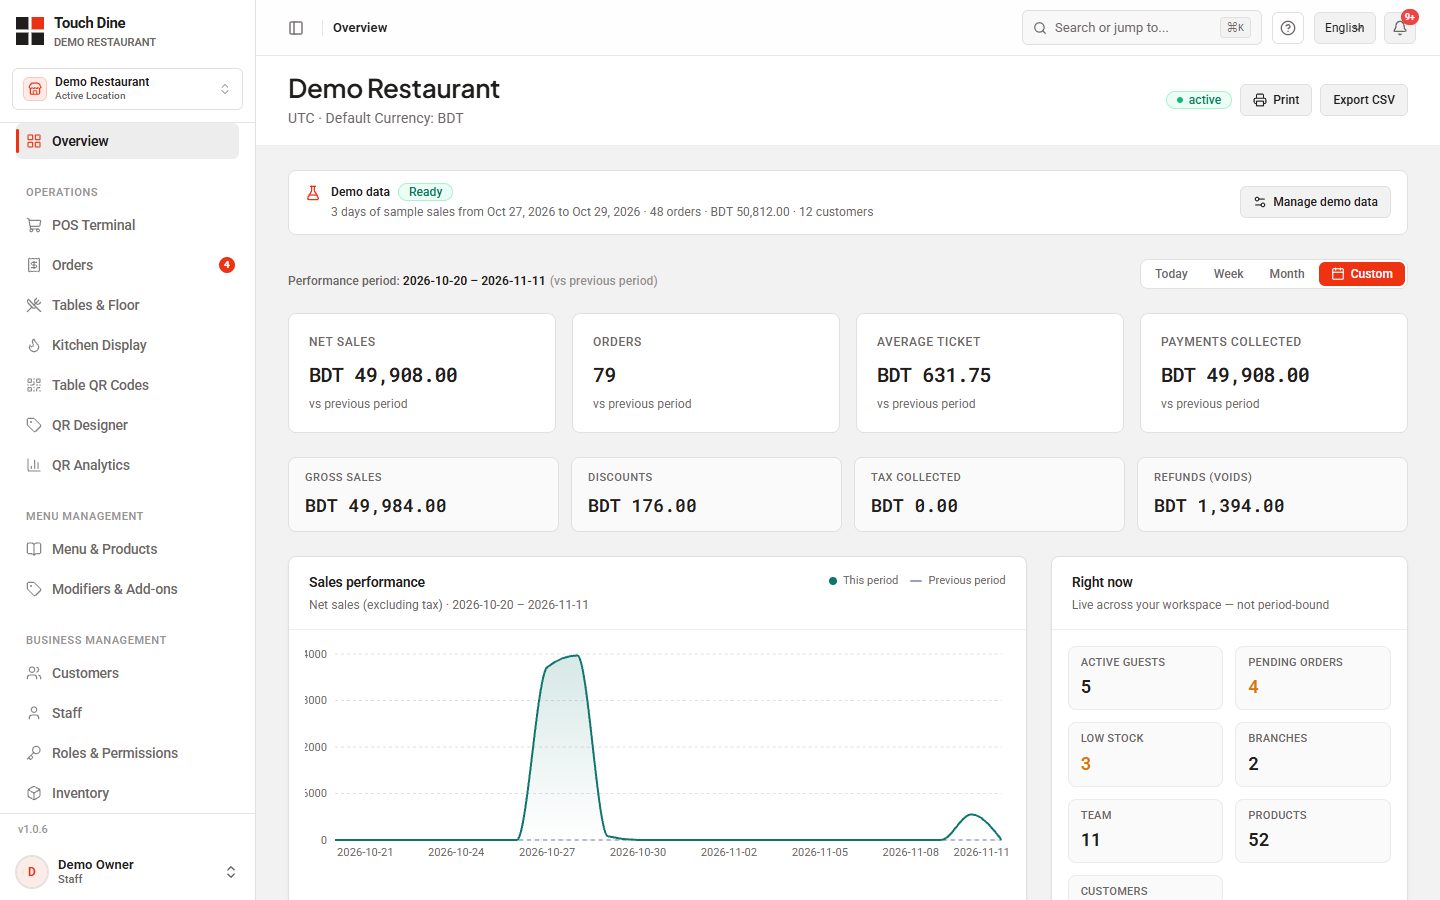 Touch Dine
DEMO RESTAURANT
Demo Restaurant
Active Location
Overview
OPERATIONS
POS Terminal
Orders 4
Tables & Floor
Kitchen Display
Table QR Codes
QR Designer
QR Analytics
MENU MANAGEMENT
Menu & Products
Modifiers & Add-ons
BUSINESS MANAGEMENT
Customers
Staff
Roles & Permissions
Inventory
v1.0.6
D
Demo Owner
Staff
Overview
Search or jump to... ⌘K
English
9+
Demo Restaurant
UTC · Default Currency: BDT
active
Print
Export CSV
Demo data Ready
3 days of sample sales from Oct 27, 2026 to Oct 29, 2026 · 48 orders · BDT 50,812.00 · 12 customers
Manage demo data
Performance period: 2026-10-20 – 2026-11-11 (vs previous period)
Today Week Month Custom
NET SALES
BDT 49,908.00
vs previous period
ORDERS
79
vs previous period
AVERAGE TICKET
BDT 631.75
vs previous period
PAYMENTS COLLECTED
BDT 49,908.00
vs previous period
GROSS SALES
BDT 49,984.00
DISCOUNTS
BDT 176.00
TAX COLLECTED
BDT 0.00
REFUNDS (VOIDS)
BDT 1,394.00
Sales performance
This period Previous period
Net sales (excluding tax) · 2026-10-20 – 2026-11-11
0
2026-10-21 2026-10-24 2026-10-27 2026-10-30 2026-11-02 2026-11-05 2026-11-08 2026-11-11
Right now
Live across your workspace — not period-bound
ACTIVE GUESTS
5
PENDING ORDERS
4
LOW STOCK
3
BRANCHES
2
TEAM
11
PRODUCTS
52
CUSTOMERS